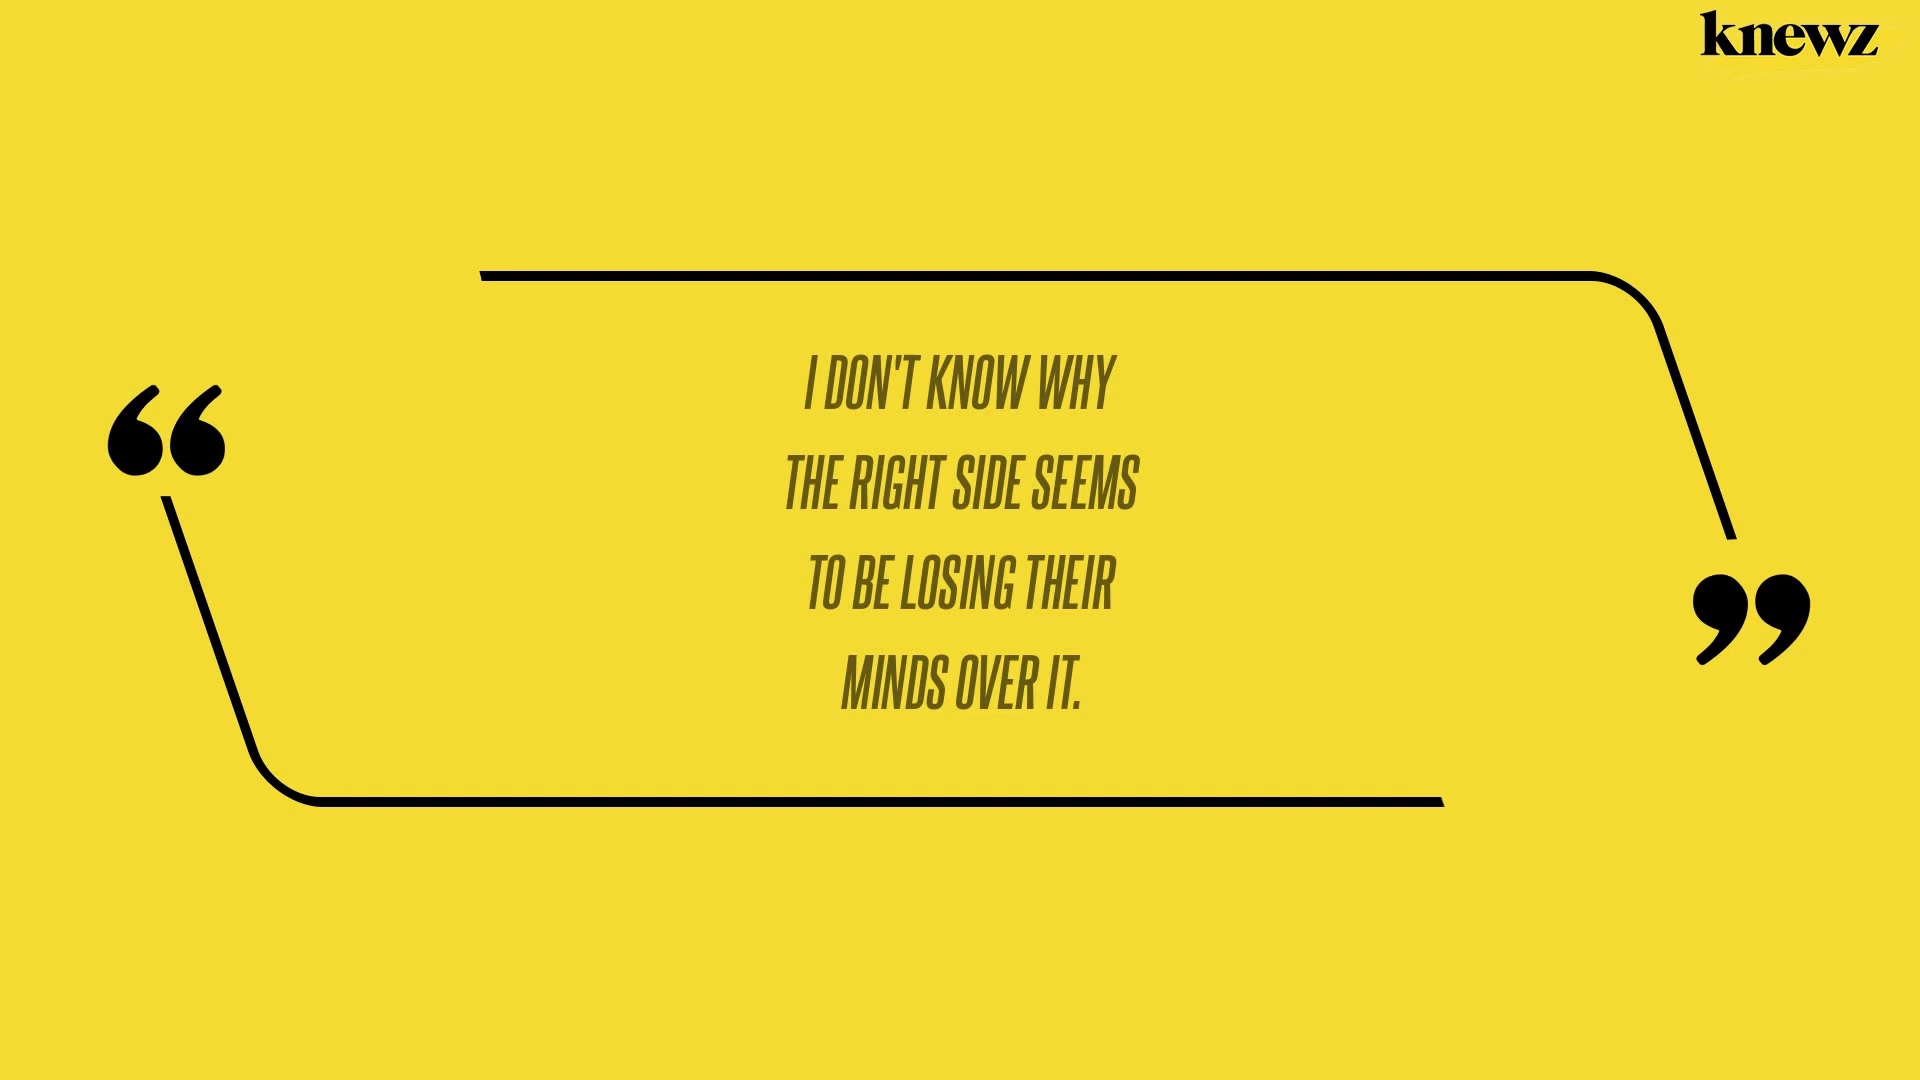 knewz
I DON'T KNOW WHY
THE RIGHT SIDE SEEMS
TO BE LOSING THEIR
MINDS OVER IT.